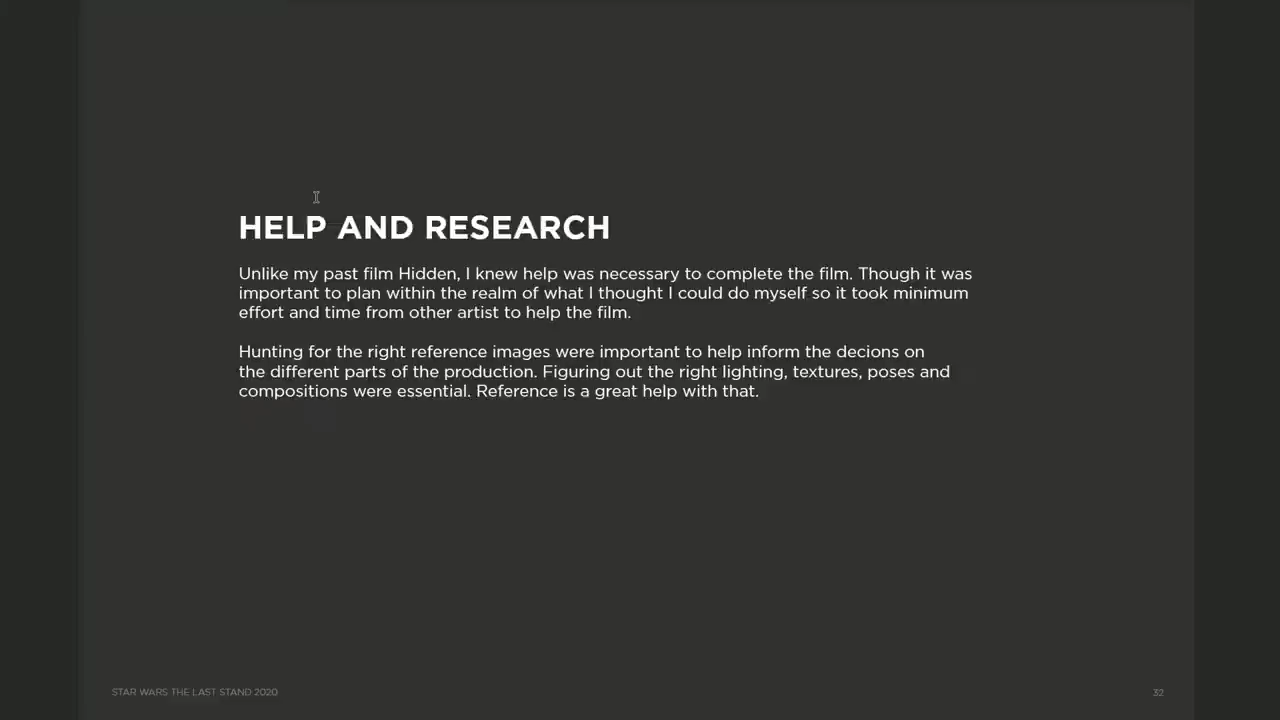 HELP AND RESEARCH
Unlike my past film Hidden, I knew help was necessary to complete the film. Though it was
important to plan within the realm of what I thought I could do myself so it took minimum
effort and time from other artist to help the film.
Hunting for the right reference images were important to help inform the decions on
the different parts of the production. Figuring out the right lighting, textures, poses and
compositions were essential. Reference is a great help with that.
STAR WARS THE LAST STAND 2020
32